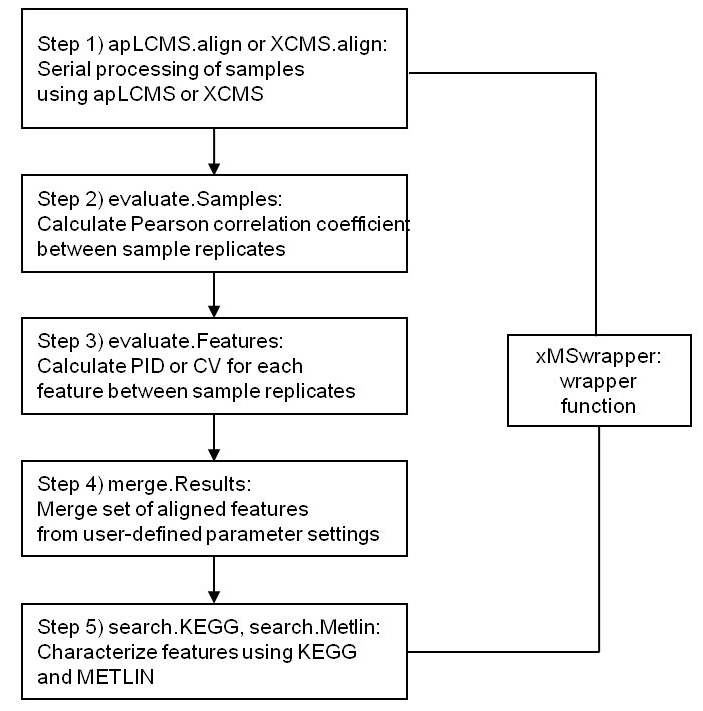 Step 1) apLCMS.align or XCMS.align:
Serial processing of samples
using apLCMS or XCMS
Step 2) evaluate.Samples:
Calculate Pearson correlation coefficient
between sample replicates
Step 3) evaluate.Features:
Calculate PID or CV for each
feature between sample replicates
xMSwrapper:
wrapper
function
Step 4) merge.Results:
Merge set of aligned features
from user-defined parameter settings
Step 5) search.KEGG, search.Metlin:
Characterize features using KEGG
and METLIN